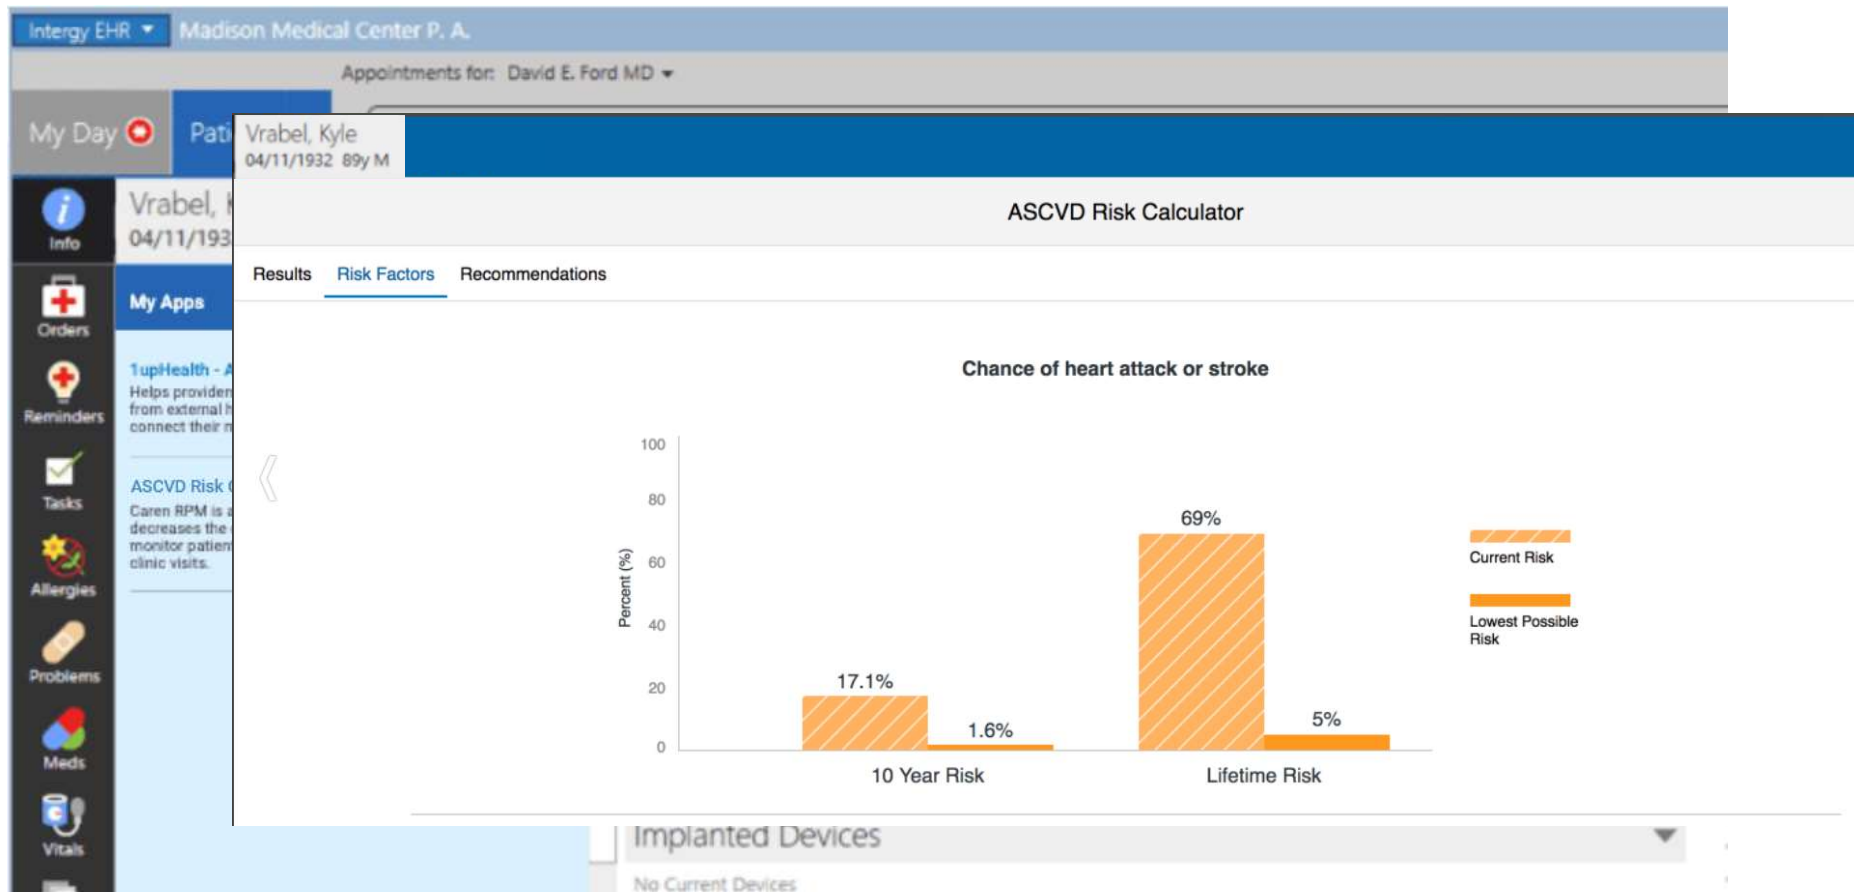 Intergy EHR
Madison Medical Center P. A.
Appointments for: David E. Ford MD
My Day
Vrabel, Kyle
04/11/1932 89y M
Info
Vrabel,
04/11/193
ASCVD Risk Calculator
Results Risk Factors Recommendations
Orders
My Apps
Reminders
1upHealth - A
Helps provider
from external h
connect their
Tasks
ASCVD Risk
Caren RPM is a
decreases the
monitor patien
clinic visits.
Allergies
Problems
Meds
Vitals
Chance of heart attack or stroke
Percent (%)
100
80
60
40
20
0
17.1%
1.6%
69%
5%
10 Year Risk
Lifetime Risk
Current Risk
Lowest Possible
Risk
Implanted Devices
No Current Devices